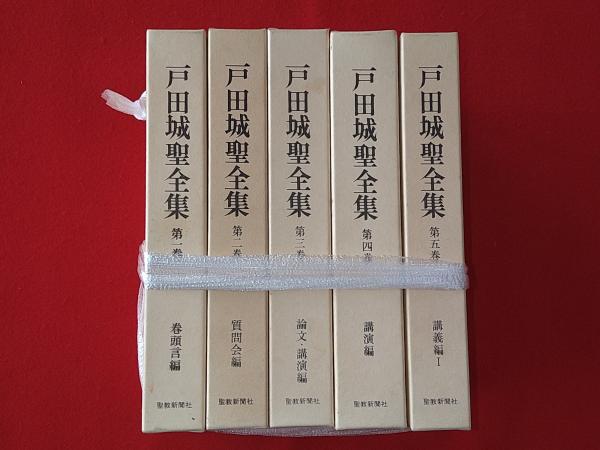 戸田城聖全集
第一巻
巻頭言編
聖教新聞社
戸田城聖全集
第二巻
質問会編
聖教新聞社
戸田城聖全集
第三巻
論文・講演編
聖教新聞社
戸田城聖全集
第四巻
講演編
聖教新聞社
戸田城聖全集
第五巻
講義編Ⅰ
聖教新聞社